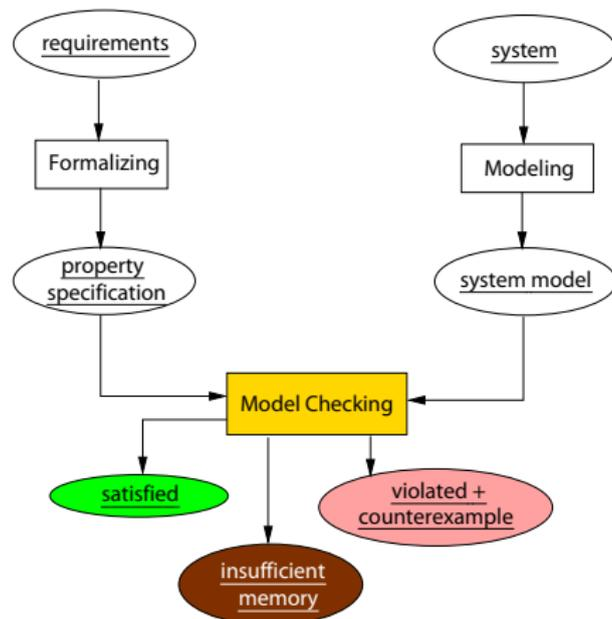 requirements
system
Formalizing
Modeling
property
specification
system model
Model Checking
satisfied
violated +
counterexample
insufficient
memory